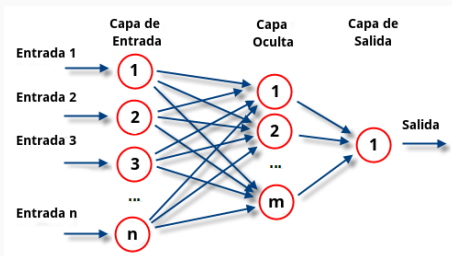 Capa de
Entrada
Capa
Oculta
Capa de
Salida
Entrada 1
1
Entrada 2
2
Entrada 3
3
...
Entrada n
n
1
2
...
m
1
Salida